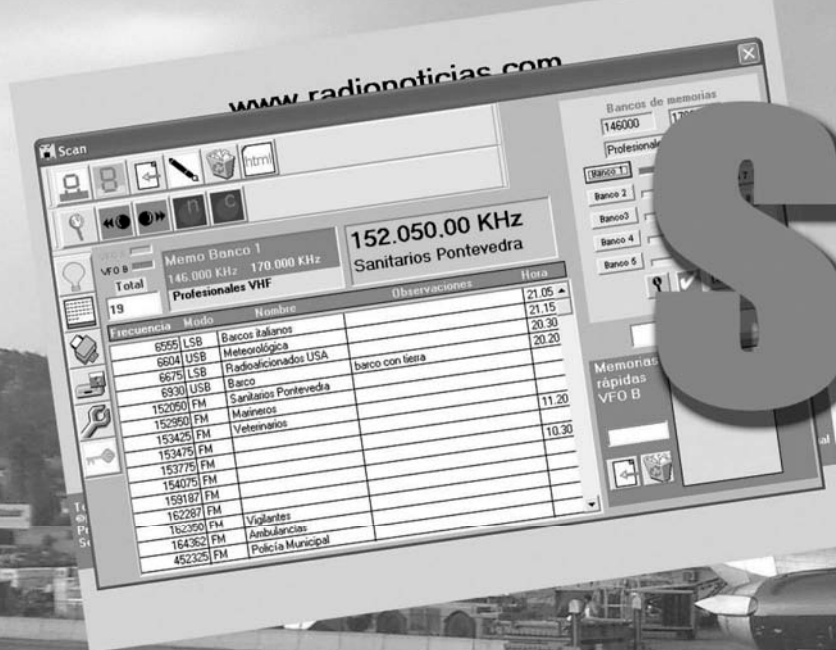 www.radionoticias.com
Scan
html
n c
VFO A
VFO B
Total
19
Memo Banco 1
146.000 KHz 170.000 KHz
Profesionales VHF
152.050.00 KHz
Sanitarios Pontevedra
Frecuencia Modo Nombre Observaciones Hora
6555 LSB Barcos italianos 21.05
6604 USB Meteorológica 21.15
6675 LSB Radioaficionados USA 20.30
6930 USB Barco barco con tierra 20.20
152050 FM Sanitarios Pontevedra
152950 FM Marineros
153425 FM Veterinarios
153475 FM 11.20
153775 FM
154075 FM 10.30
159187 FM
162287 FM
162350 FM Vigilantes
164362 FM Ambulancias
452325 FM Policía Municipal
Bancos de memorias
146000
Profesionales
Banco 1
Banco 2
Banco3
Banco 4
Banco 5
Memorias
rápidas
VFO B
S